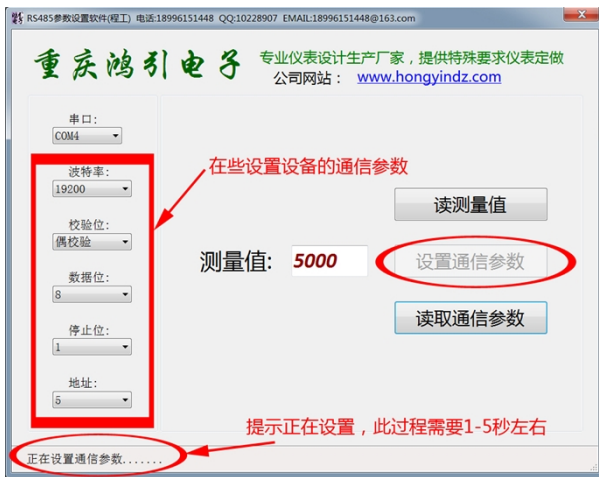 RS485参数设置软件(程工) 电话:18996151448 QQ:10228907 EMAIL:18996151448@163.com
重庆鸿引电子
专业仪表设计生产厂家，提供特殊要求仪表定做
公司网站： www.hongyindz.com
串口:
COM4
波特率:
19200
校验位:
偶校验
数据位:
8
停止位:
1
地址:
5
在些设置设备的通信参数
读测量值
测量值: 5000
设置通信参数
读取通信参数
提示正在设置，此过程需要1-5秒左右
正在设置通信参数.......